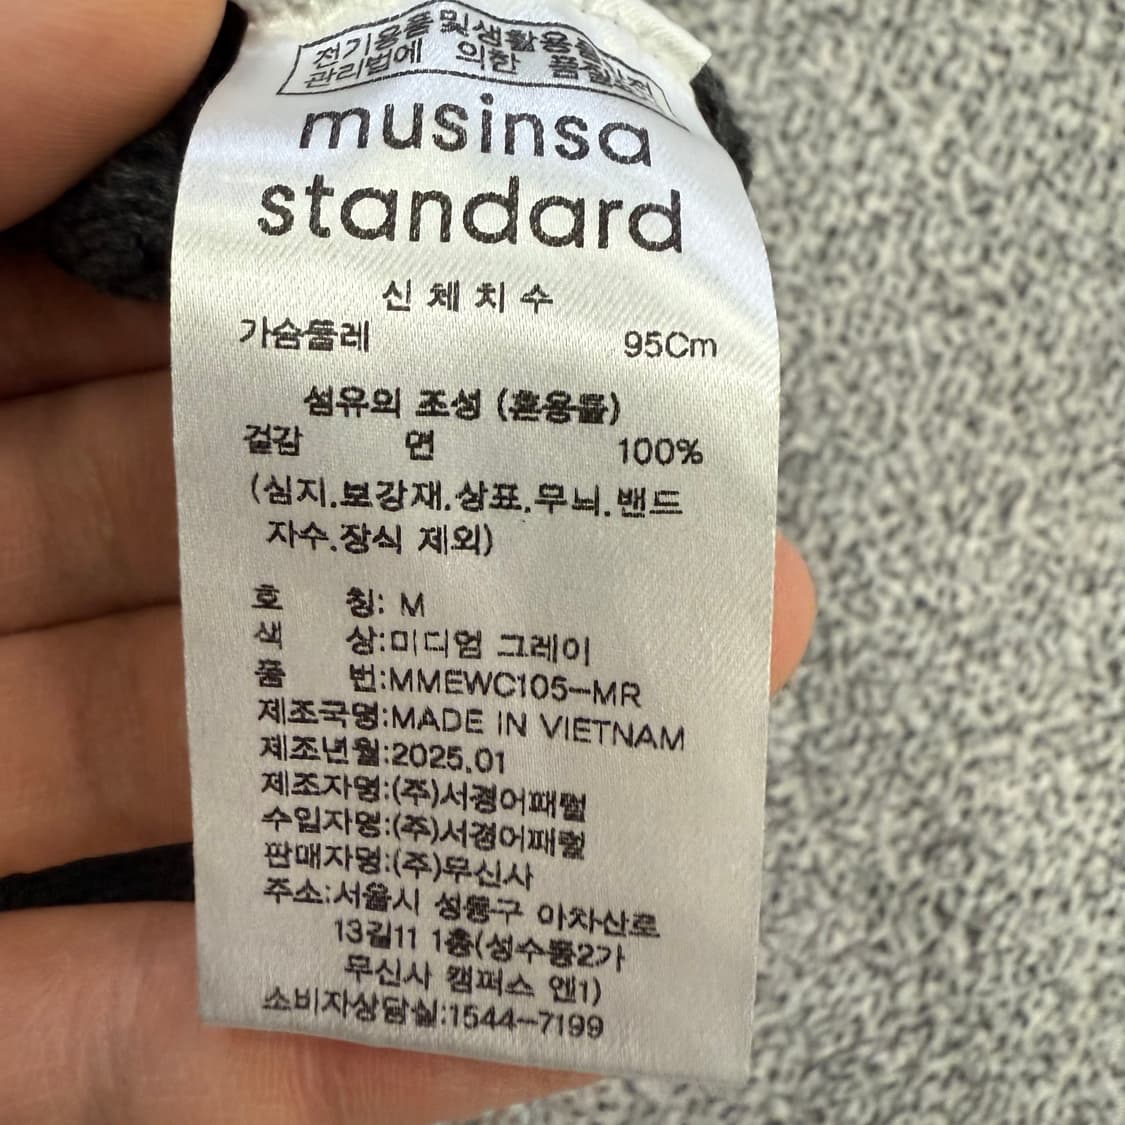 전기용품및생활용품
관리법에 의한 품질표시
musinsa
standard
신체치수
가슴둘레 95Cm
섬유의 조성 (혼용률)
겉감 면 100%
(심지.보강재.상표.무늬.밴드
자수.장식 제외)
호 칭: M
색 상:미디엄 그레이
품 번:MMEWC105-MR
제조국명:MADE IN VIETNAM
제조년월:2025.01
제조자명:(주)서경어패럴
수입자명:(주)서경어패럴
판매자명:(주)무신사
주소:서울시 성동구 아차산로
13길11 1층(성수동2가
무신사 캠퍼스 엔1)
소비자상담실:1544-7199